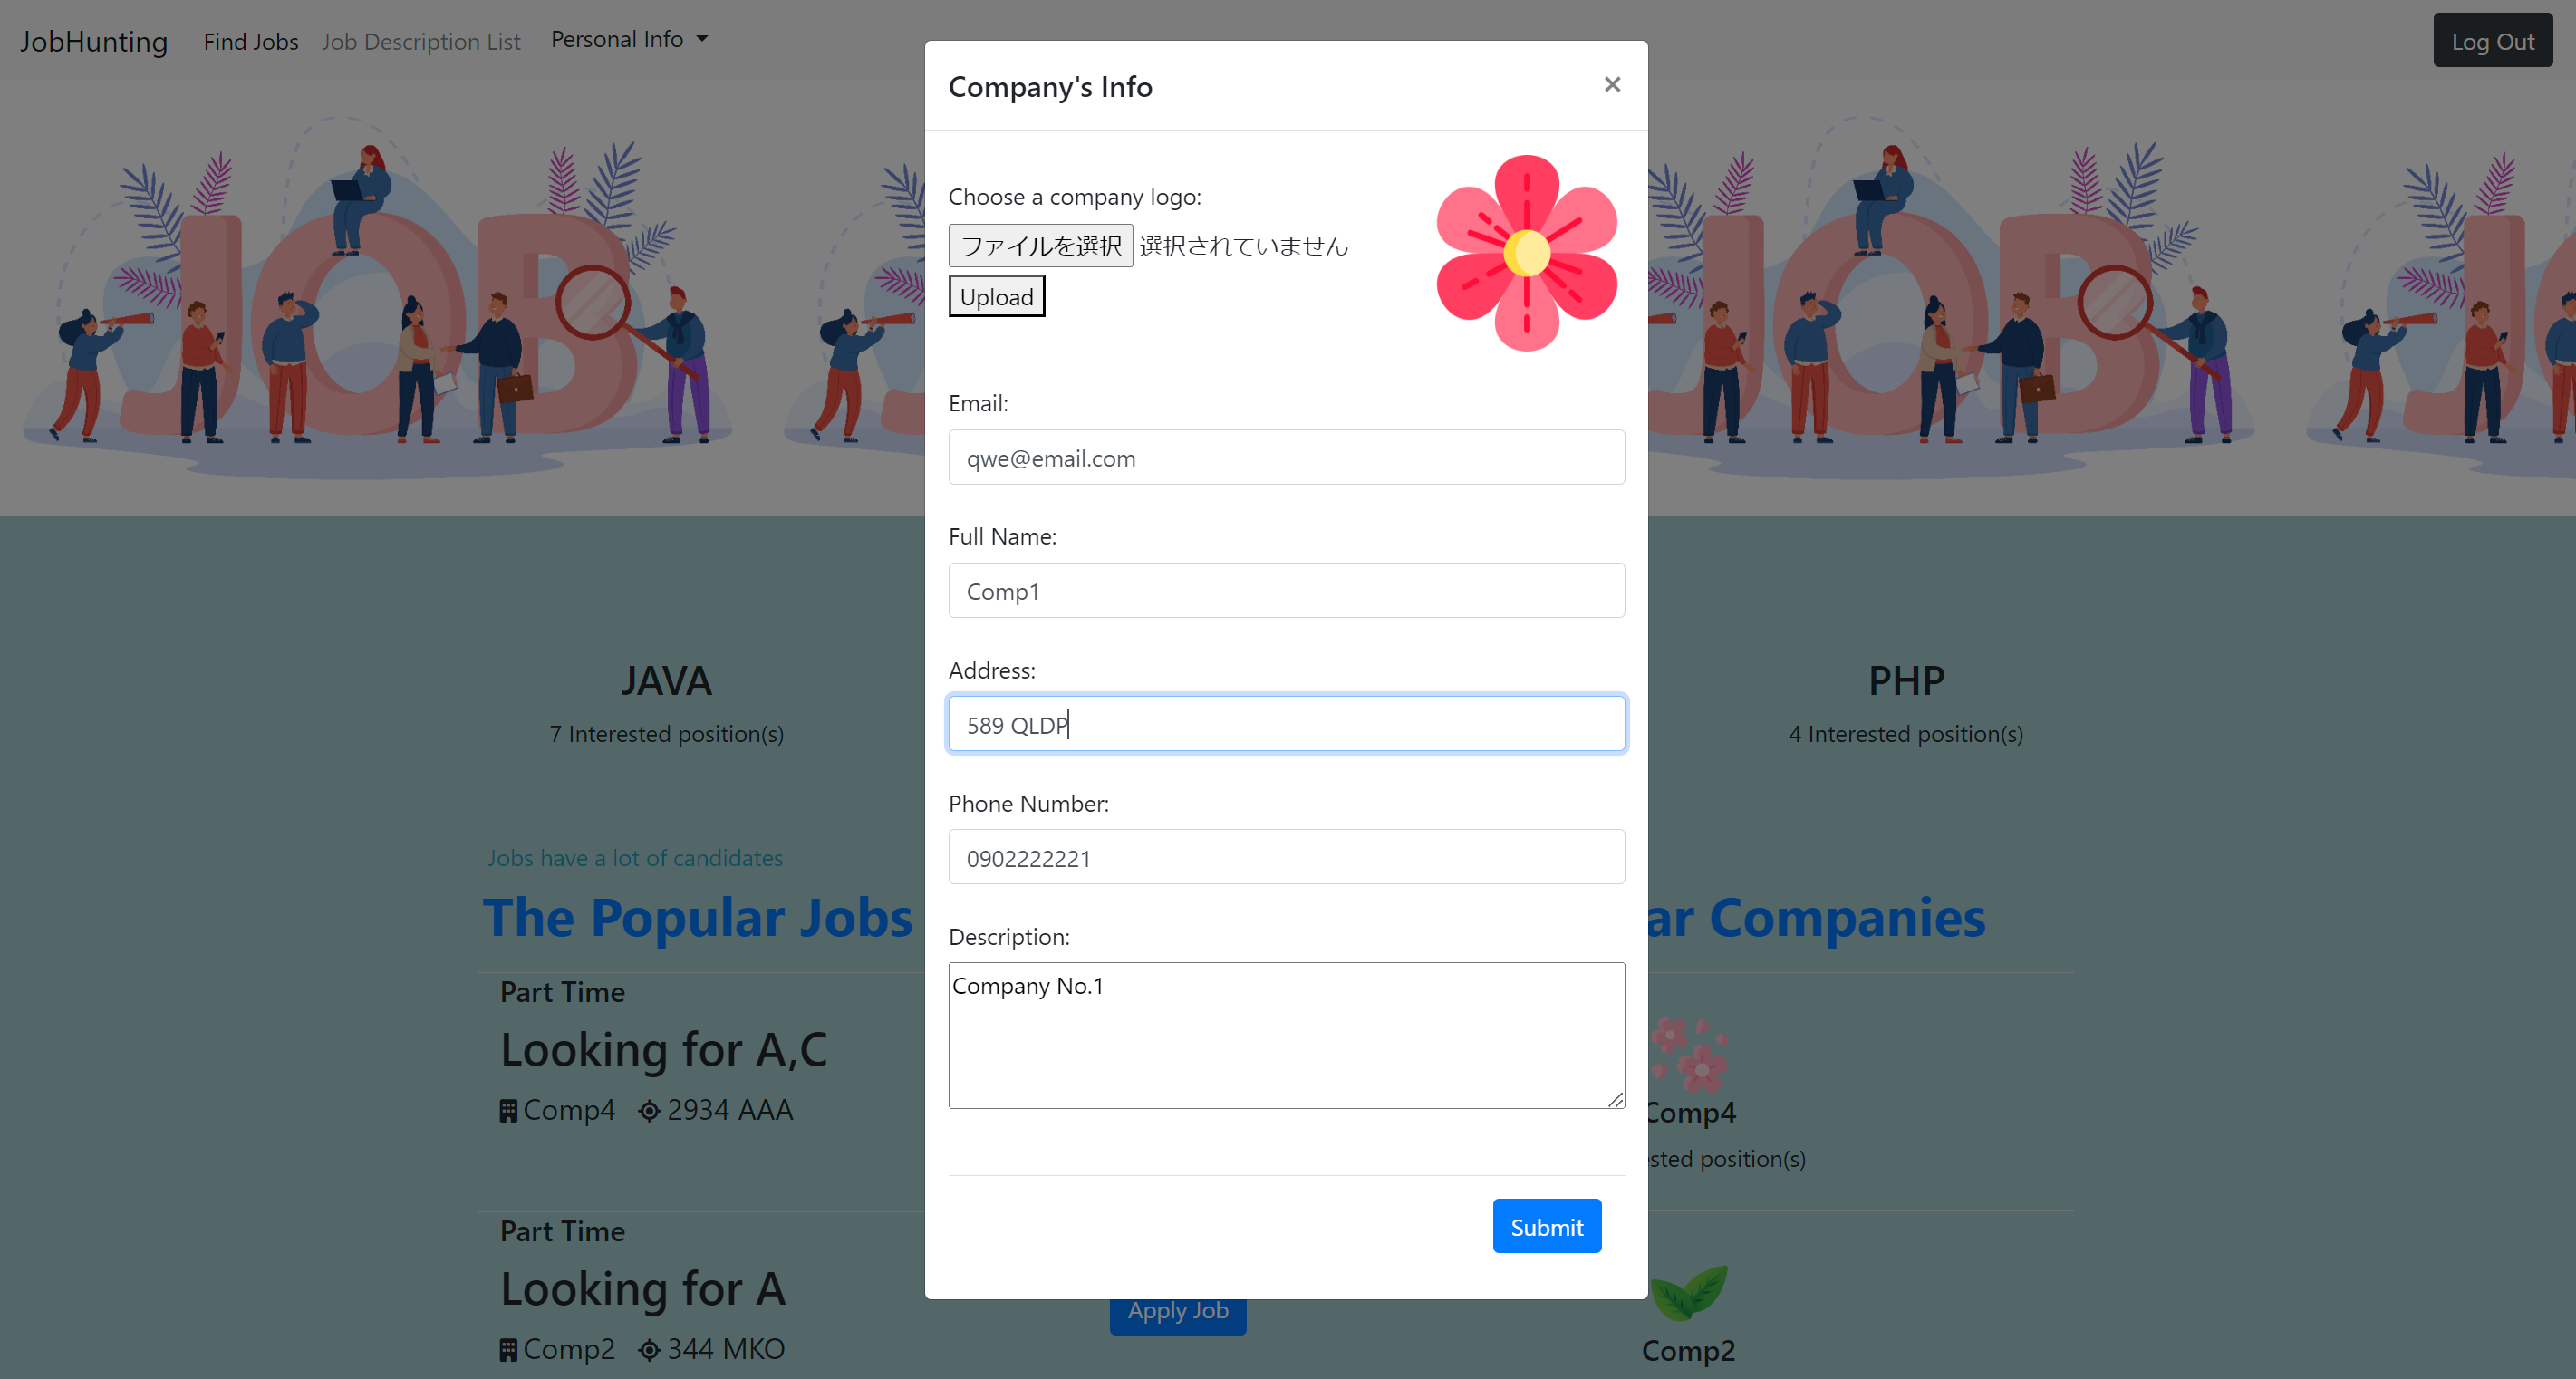 JobHunting Find Jobs Job Description List Personal Info Log Out
Company's Info ×
Choose a company logo:
ファイルを選択 選択されていません
Upload
Email:
qwe@email.com
Full Name:
Comp1
Address:
589 QLDP
Phone Number:
0902222221
Description:
Company No.1
Submit
JOB
JOB
JAVA
7 Interested position(s)
PHP
4 Interested position(s)
Jobs have a lot of candidates
The Popular Jobs
Part Time
Looking for A,C
Comp4 2934 AAA
Part Time
Looking for A
Comp2 344 MKO
Apply Job
Companies
Comp4
position(s)
Comp2